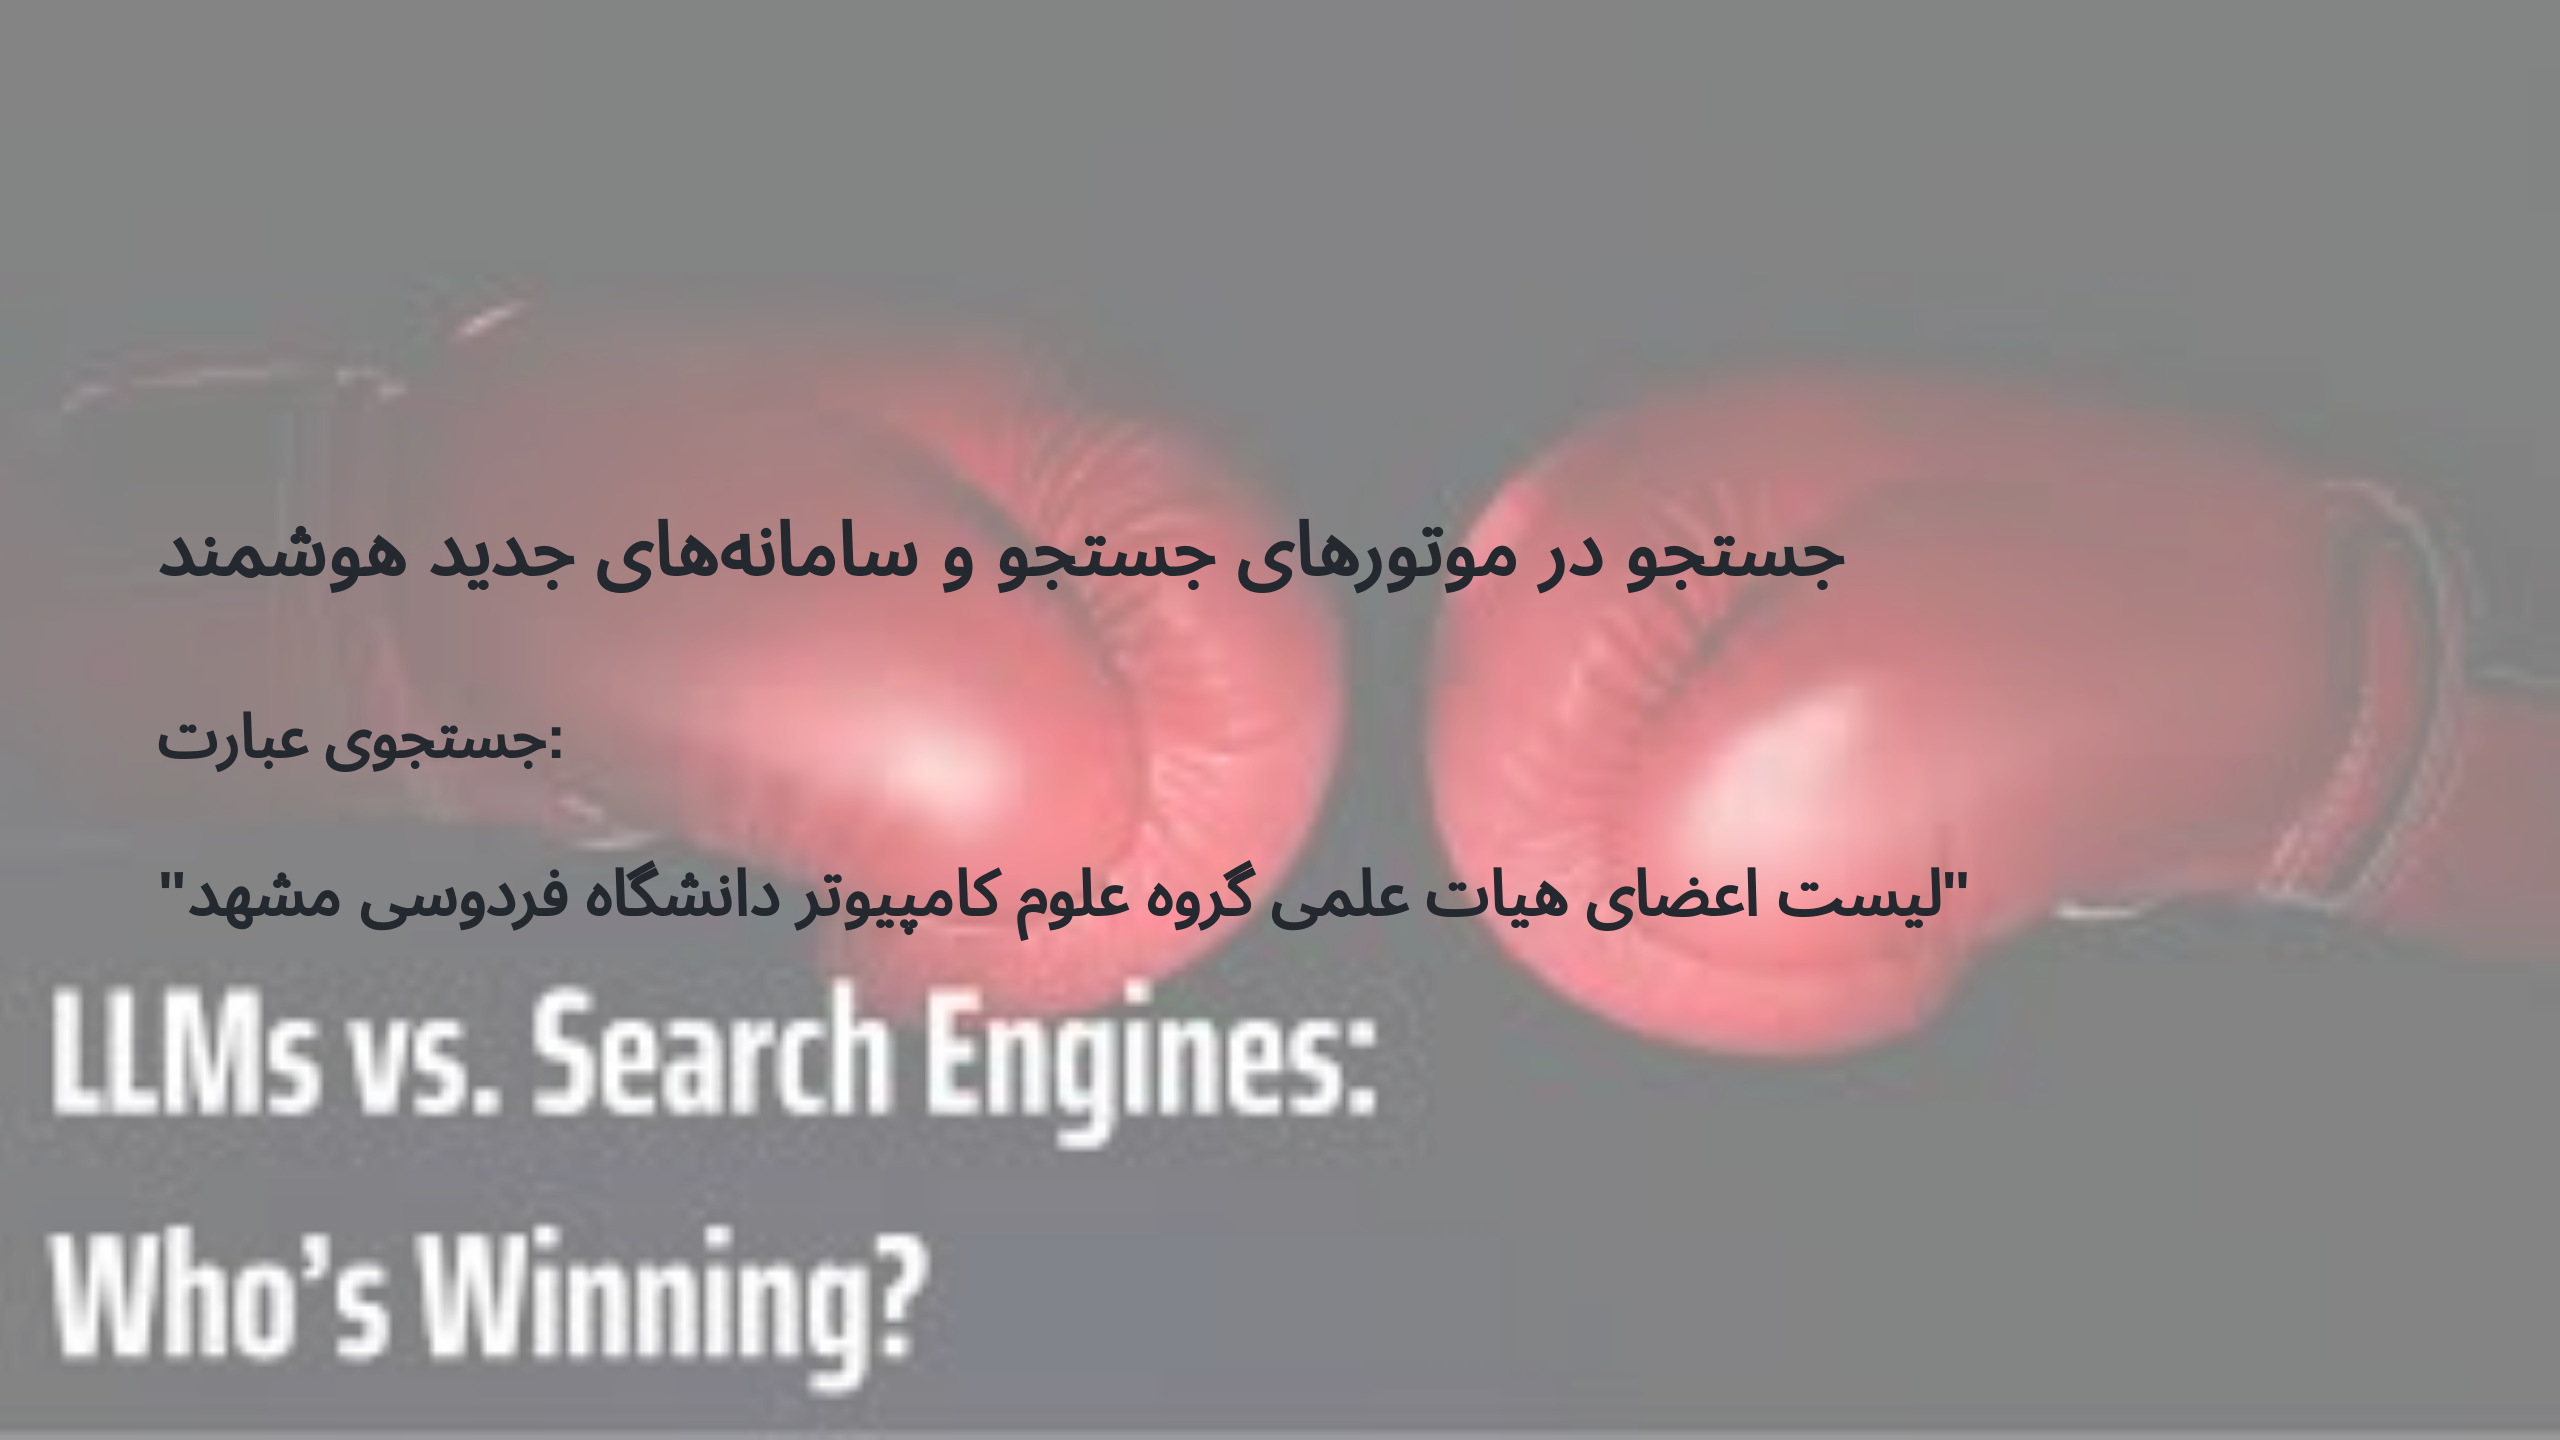 جستجو در موتورهای جستجو و سامانه‌های جدید هوشمند
جستجوی عبارت:
"لیست اعضای هیات علمی گروه علوم کامپیوتر دانشگاه فردوسی مشهد"
LLMs vs. Search Engines:
Who’s Winning?